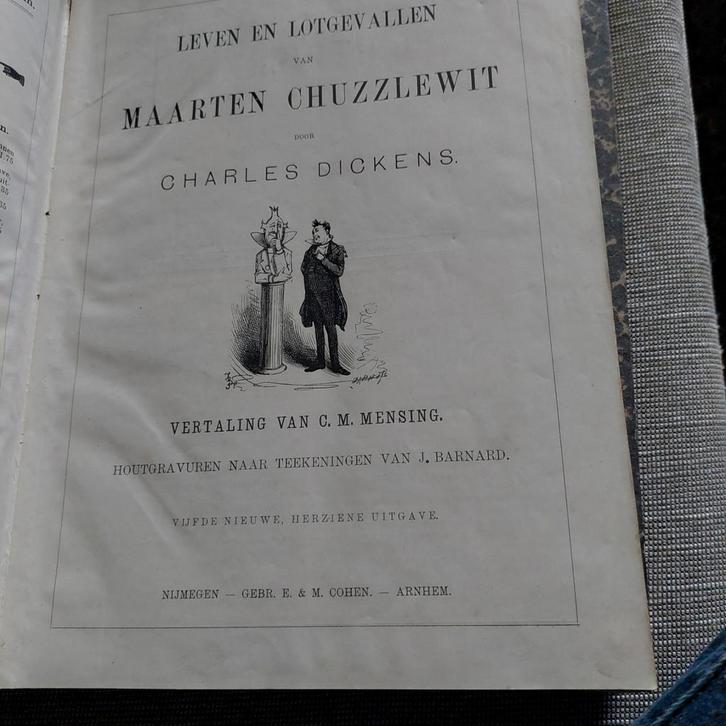 LEVEN EN LOTGEVALLEN
VAN
MAARTEN CHUZZLEWIT
DOOR
CHARLES DICKENS.
VERTALING VAN C. M. MENSING.
HOUTGRAVUREN NAAR TEEKENINGEN VAN J. BARNARD.
VIJFDE NIEUWE, HERZIENE UITGAVE.
NIJMEGEN — GEBR. E. & M. COHEN. — ARNHEM.